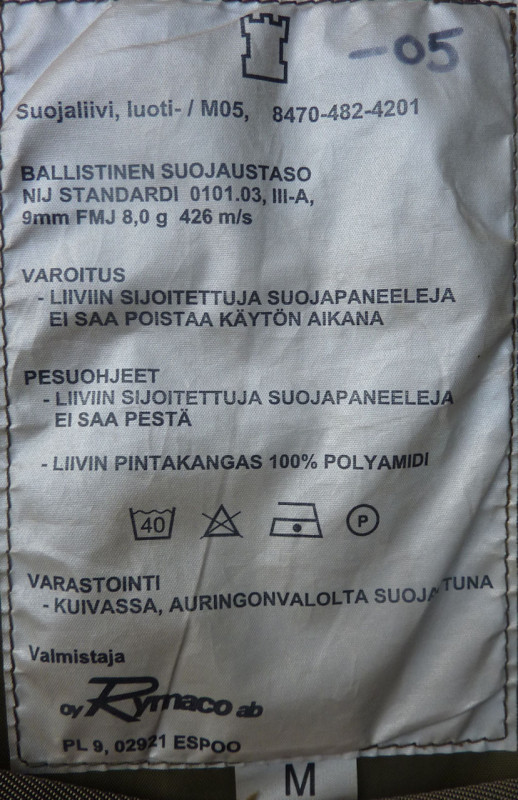 -05
Suojaliivi, luoti- / M05, 8470-482-4201
BALLISTINEN SUOJAUSTASO
NIJ STANDARDI 0101.03, III-A,
9mm FMJ 8,0 g 426 m/s
VAROITUS
- LIIVIIN SIJOITETTUJA SUOJAPANEELEJA
EI SAA POISTAA KÄYTÖN AIKANA
PESUOHJEET
- LIIVIIN SIJOITETTUJA SUOJAPANEELEJA
EI SAA PESTÄ
- LIIVIN PINTAKANGAS 100% POLYAMIDI
40 P
VARASTOINTI
- KUIVASSA, AURINGONVALOLTA SUOJATTUNA
Valmistaja
oy Rymaco ab
PL 9, 02921 ESPOO
M